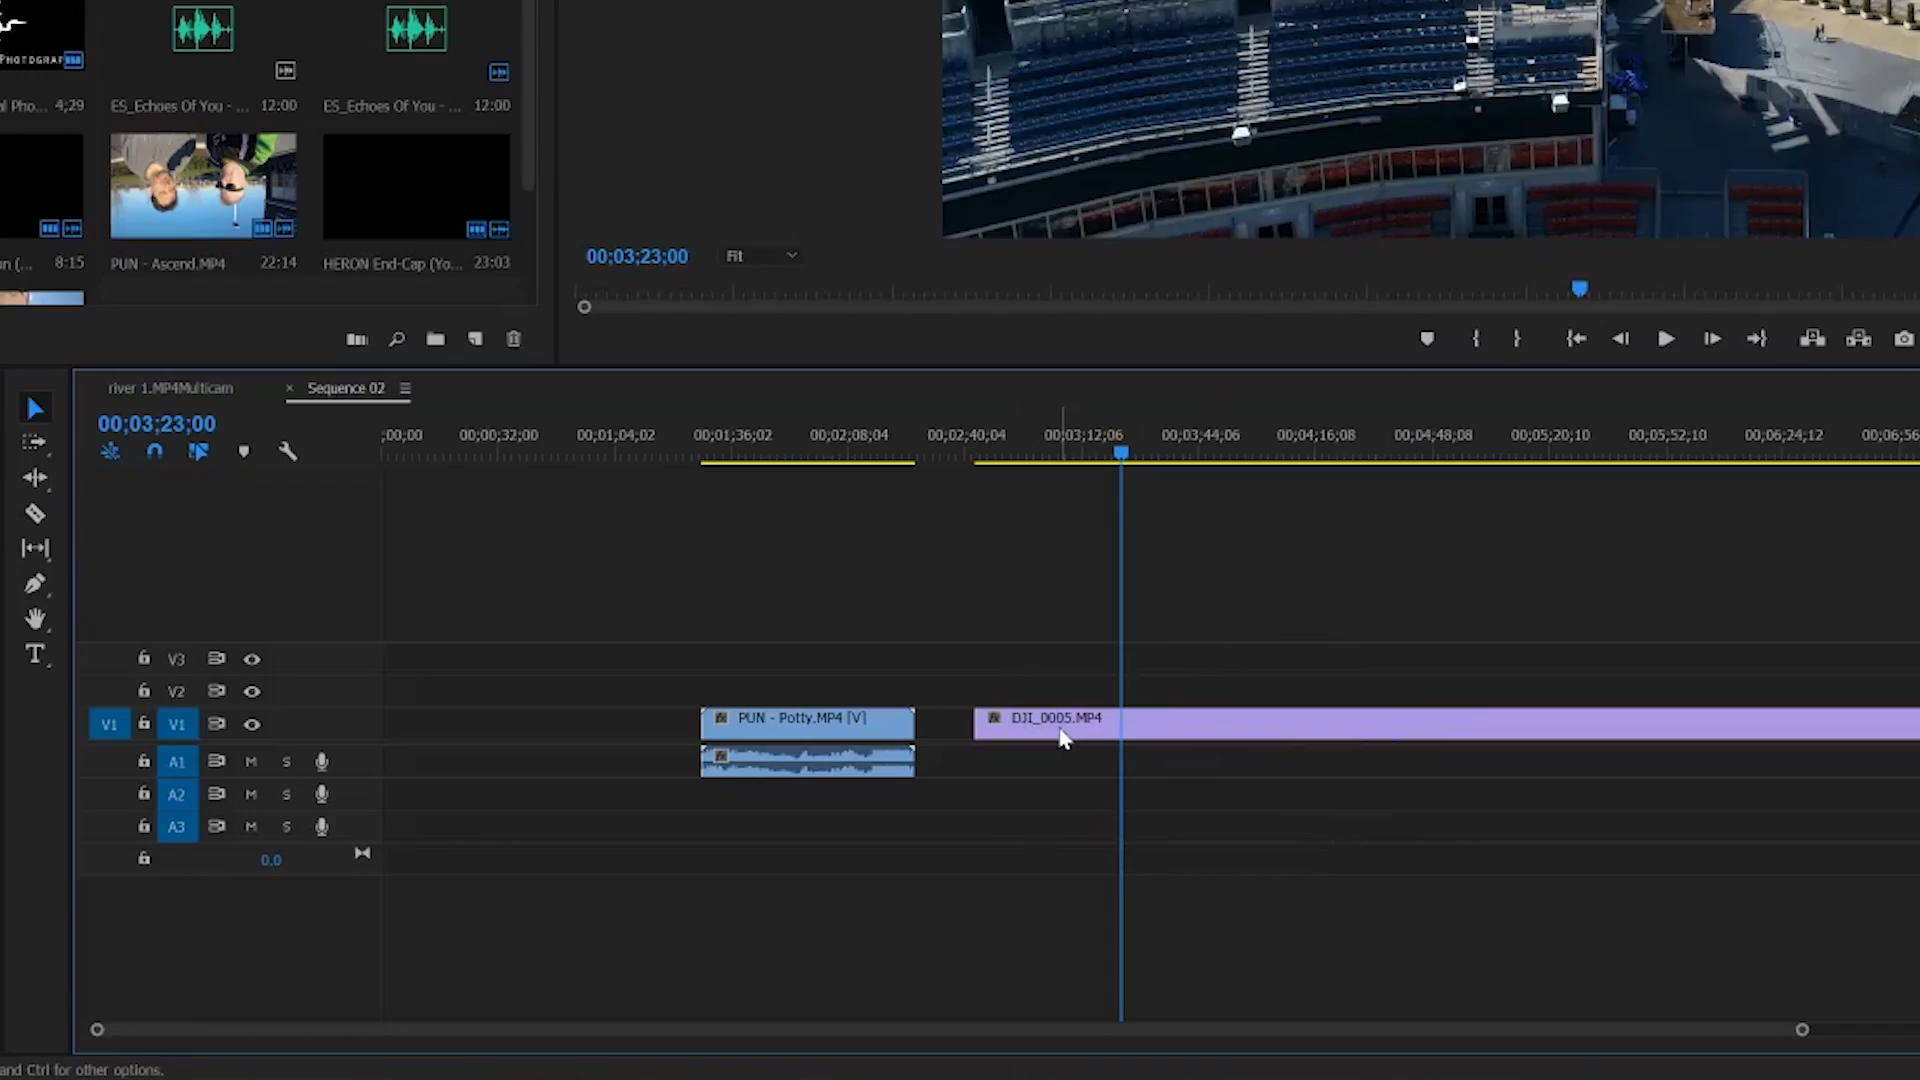 PHOTOGRAF
al Pho... 4;29
ES_Echoes Of You - ... 12:00
ES_Echoes Of You - ... 12:00
n (... 8:15
PUN - Ascend.MP4 22:14
HERON End-Cap (Yo... 23:03
00;03;23;00
Fit
river 1.MP4Multicam
× Sequence 02
00;03;23;00
;00;00 00;00;32;00 00;01;04;02 00;01;36;02 00;02;08;04 00;02;40;04 00;03;12;06 00;03;44;06 00;04;16;08 00;04;48;08 00;05;20;10 00;05;52;10 00;06;24;12 00;06;56
T
V3
V2
V1 V1
PUN - Potty.MP4 [V]
fx DJI_0005.MP4
A1 M S
A2 M S
A3 M S
0.0
and Ctrl for other options.